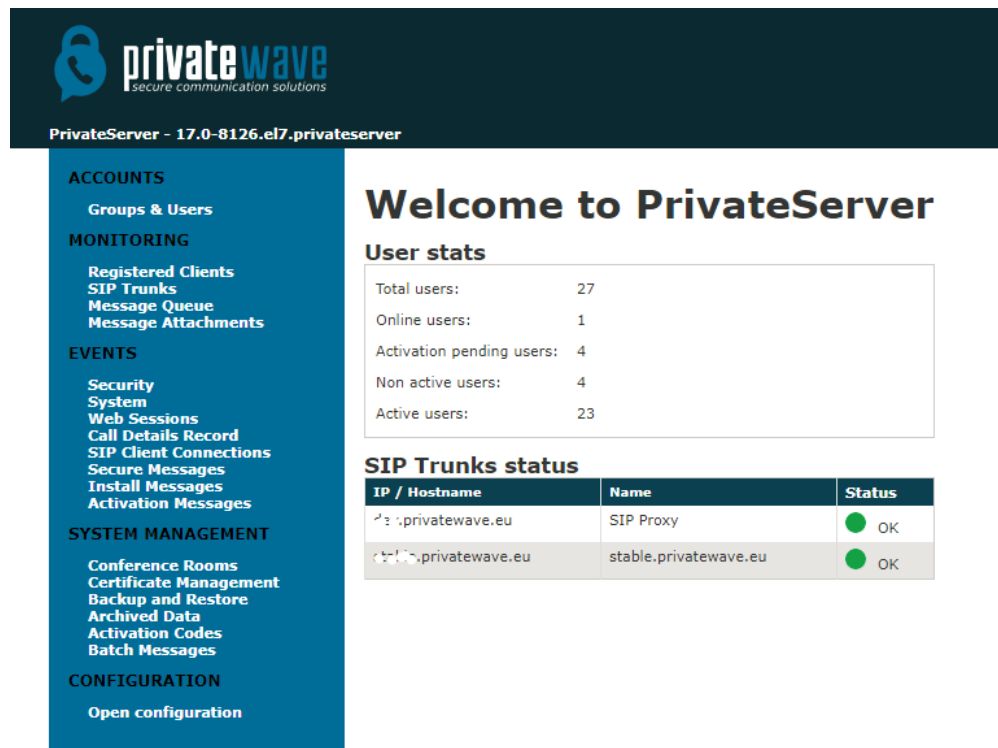 privatewave
secure communication solutions
PrivateServer - 17.0-8126.el7.privateserver
ACCOUNTS
Groups & Users
MONITORING
Registered Clients
SIP Trunks
Message Queue
Message Attachments
EVENTS
Security
System
Web Sessions
Call Details Record
SIP Client Connections
Secure Messages
Install Messages
Activation Messages
SYSTEM MANAGEMENT
Conference Rooms
Certificate Management
Backup and Restore
Archived Data
Activation Codes
Batch Messages
CONFIGURATION
Open configuration
Welcome to PrivateServer
User stats
Total users: 27
Online users: 1
Activation pending users: 4
Non active users: 4
Active users: 23
SIP Trunks status
IP / Hostname Name Status
.privatewave.eu SIP Proxy OK
.privatewave.eu stable.privatewave.eu OK